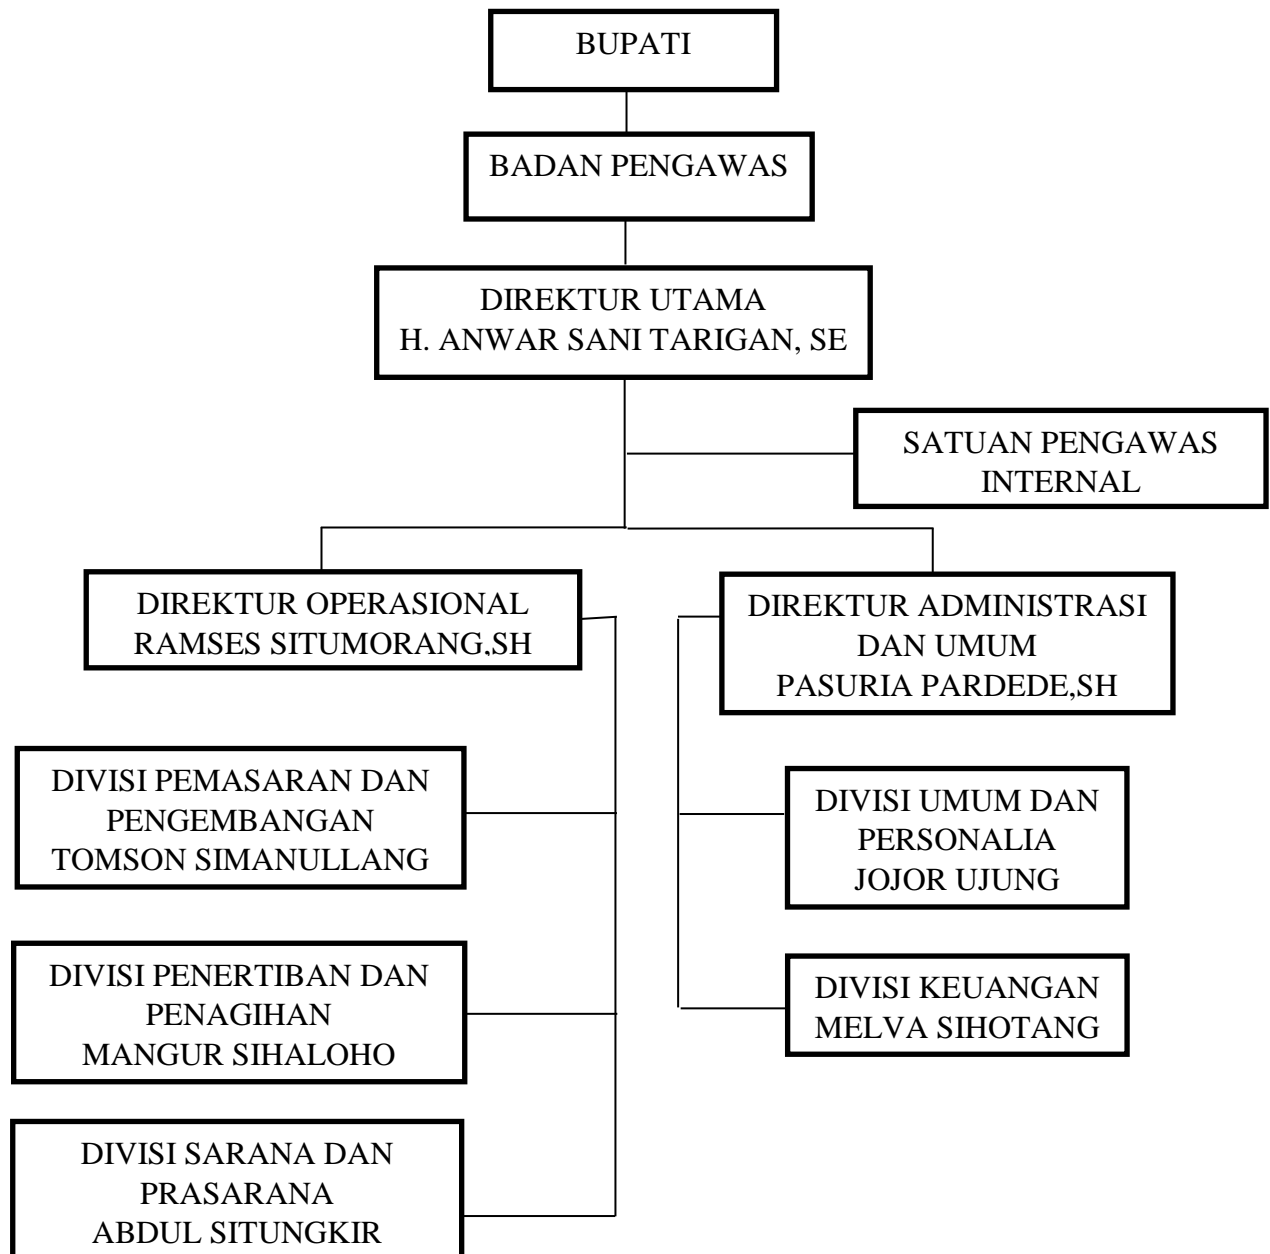 BUPATI
BADAN PENGAWAS
DIREKTUR UTAMA
H. ANWAR SANI TARIGAN, SE
SATUAN PENGAWAS
INTERNAL
DIREKTUR OPERASIONAL
RAMSES SITUMORANG,SH
DIREKTUR ADMINISTRASI
DAN UMUM
PASURIA PARDEDE,SH
DIVISI PEMASARAN DAN
PENGEMBANGAN
TOMSON SIMANULLANG
DIVISI UMUM DAN
PERSONALIA
JOJOR UJUNG
DIVISI PENERTIBAN DAN
PENAGIHAN
MANGUR SIHALOHO
DIVISI KEUANGAN
MELVA SIHOTANG
DIVISI SARANA DAN
PRASARANA
ABDUL SITUNGKIR